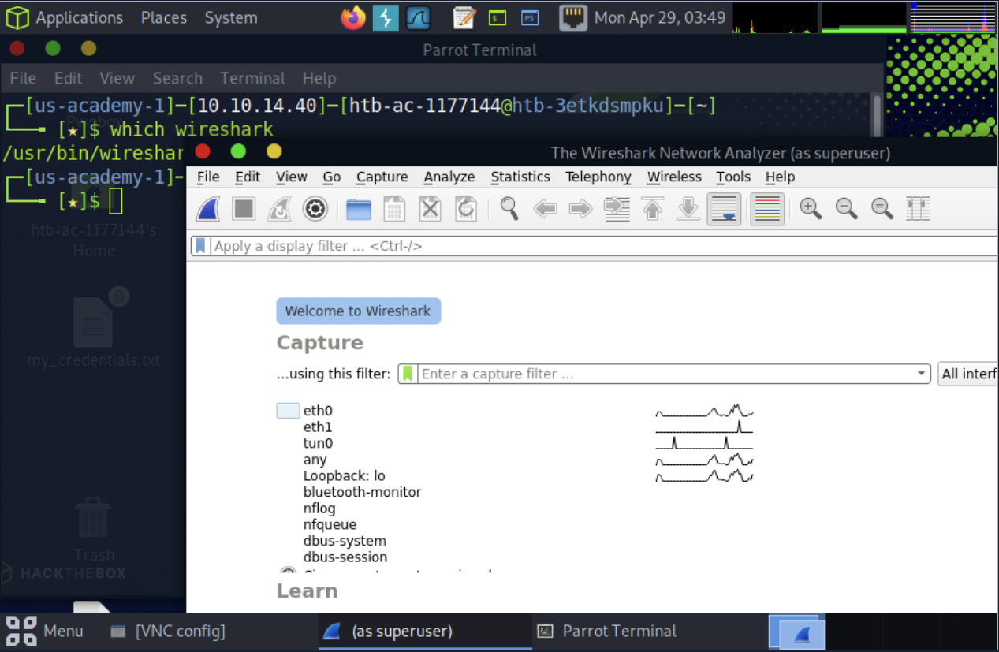 Applications Places System Mon Apr 29, 03:49
Parrot Terminal
File Edit View Search Terminal Help
┌─[us-academy-1]─[10.10.14.40]─[htb-ac-1177144@htb-3etkdsmpku]─[~]
└──╼ [★]$ which wireshark
/usr/bin/wireshar
┌─[us-academy-1]─
└──╼ [★]$
htb-ac-1177144's
Home
my_credentials.txt
Trash
HACKTHEBOX
The Wireshark Network Analyzer (as superuser)
File Edit View Go Capture Analyze Statistics Telephony Wireless Tools Help
Apply a display filter ... <Ctrl-/>
Welcome to Wireshark
Capture
...using this filter: Enter a capture filter ... All interf
eth0
eth1
tun0
any
Loopback: lo
bluetooth-monitor
nflog
nfqueue
dbus-system
dbus-session
Learn
Menu [VNC config] (as superuser) Parrot Terminal